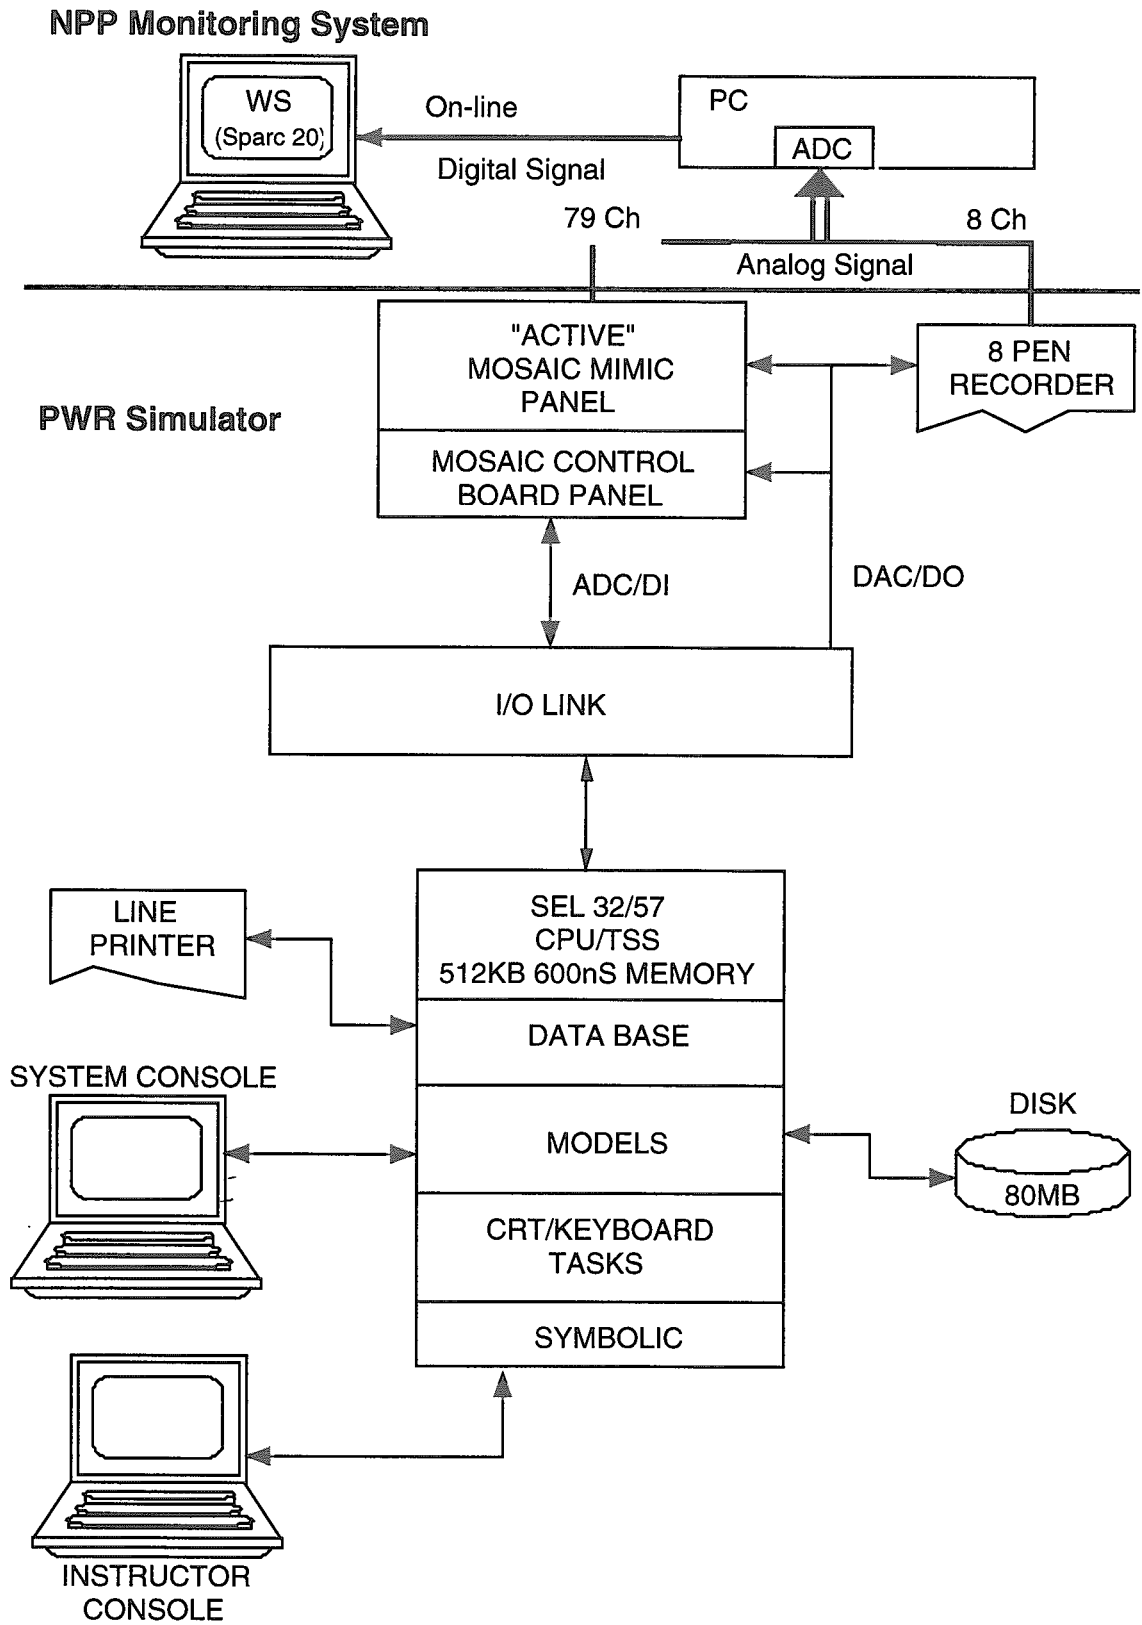 NPP Monitoring System
WS
(Sparc 20)
On-line
Digital Signal
PC
ADC
79 Ch
8 Ch
Analog Signal
"ACTIVE"
MOSAIC MIMIC
PANEL
8 PEN
RECORDER
PWR Simulator
MOSAIC CONTROL
BOARD PANEL
ADC/DI
DAC/DO
I/O LINK
LINE
PRINTER
SEL 32/57
CPU/TSS
512KB 600nS MEMORY
DATA BASE
SYSTEM CONSOLE
MODELS
DISK
80MB
CRT/KEYBOARD
TASKS
SYMBOLIC
INSTRUCTOR
CONSOLE